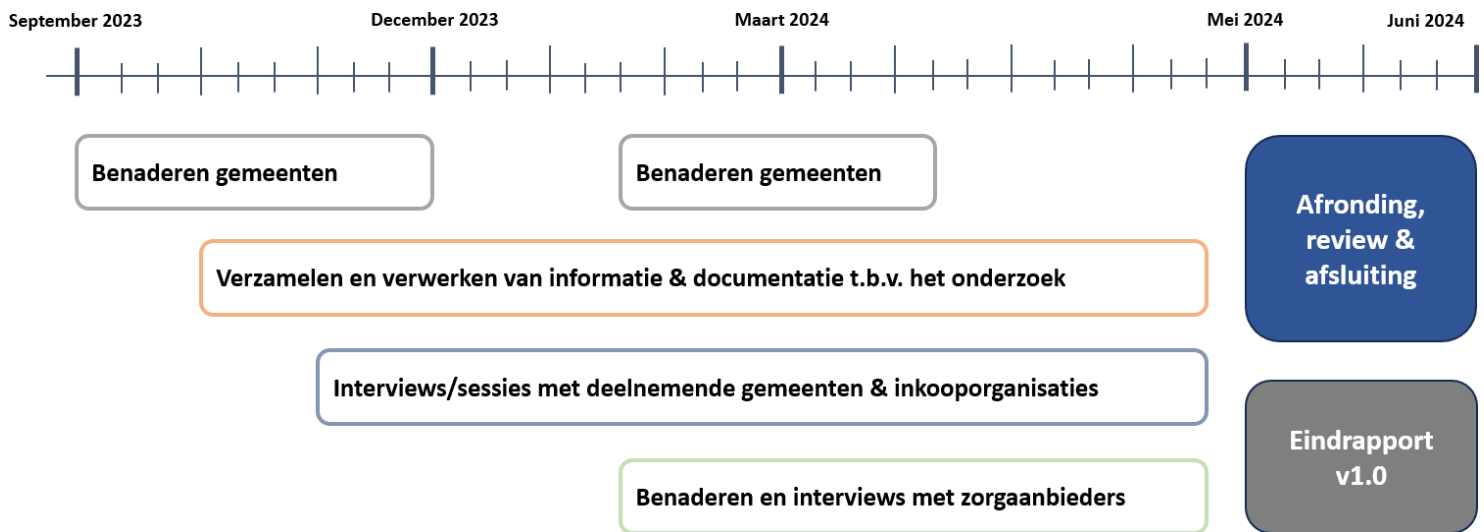 September 2023
December 2023
Maart 2024
Mei 2024
Juni 2024
Benaderen gemeenten
Benaderen gemeenten
Verzamelen en verwerken van informatie & documentatie t.b.v. het onderzoek
Interviews/sessies met deelnemende gemeenten & inkooporganisaties
Benaderen en interviews met zorgaanbieders
Afronding,
review &
afsluiting
Eindrapport
v1.0